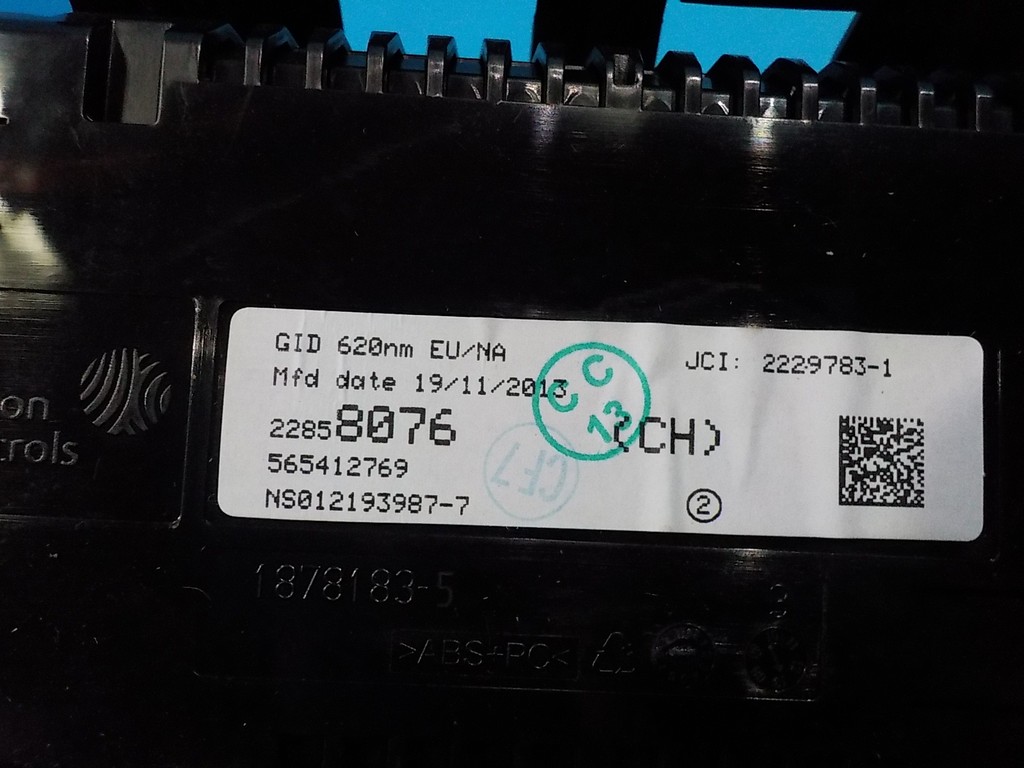 GID 620nm EU/NA
JCI: 2229783-1
Mfd date 19/11/2013
22858076 (CH)
565412769
NS012193987-7
2
C C 13
CF7
on
trols
1878183-5
>ABS+PC<